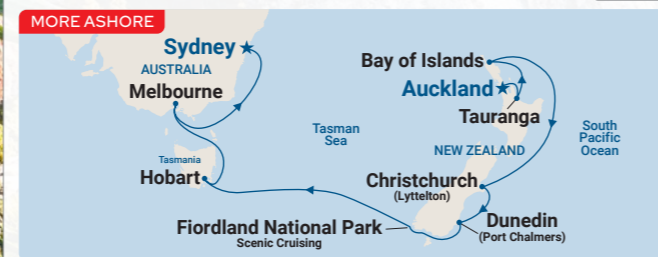 MORE ASHORE
Sydney
AUSTRALIA
Melbourne
Tasmania
Hobart
Tasman
Sea
Bay of Islands
Auckland
Tauranga
NEW ZEALAND
South
Pacific
Ocean
Christchurch
(Lyttelton)
Dunedin
(Port Chalmers)
Fiordland National Park
Scenic Cruising